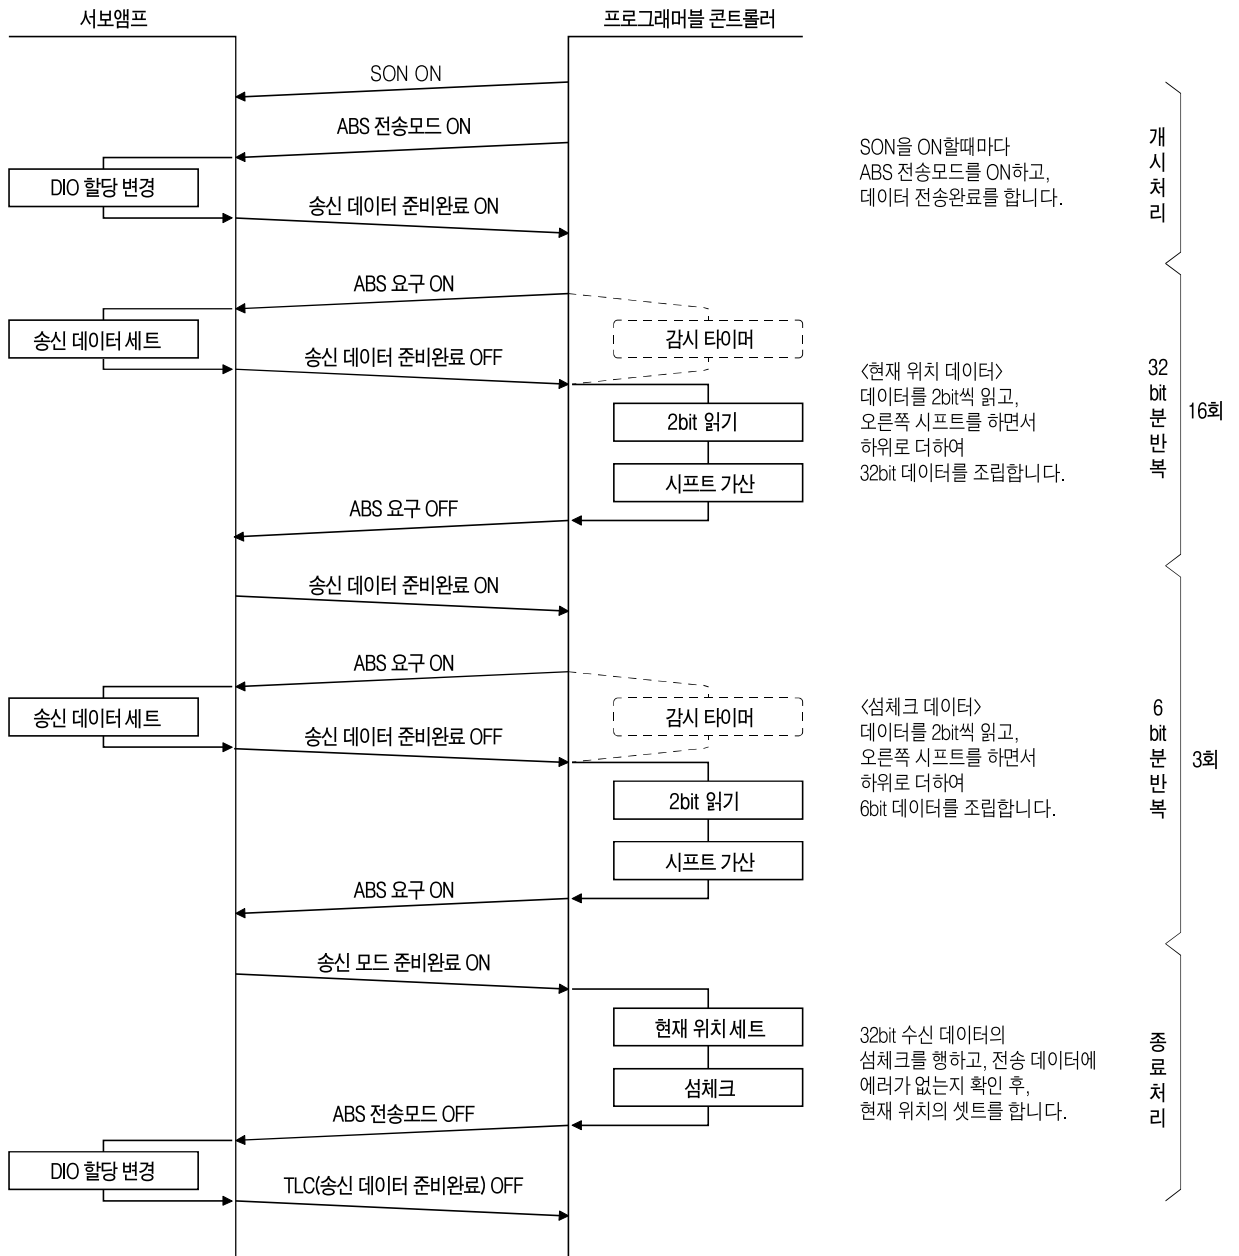 서보앰프
프로그래머블 콘트롤러
SON ON
ABS 전송모드 ON
DIO 할당 변경
송신 데이터 준비완료 ON
SON을 ON할때마다
ABS 전송모드를 ON하고,
데이터 전송완료를 합니다.
개시처리
ABS 요구 ON
송신 데이터 세트
감시 타이머
송신 데이터 준비완료 OFF
2bit 읽기
시프트 가산
ABS 요구 OFF
〈현재 위치 데이터〉
데이터를 2bit씩 읽고,
오른쪽 시프트를 하면서
하위로 더하여
32bit 데이터를 조립합니다.
32 bit 분 반 복
16회
송신 데이터 준비완료 ON
ABS 요구 ON
송신 데이터 세트
감시 타이머
송신 데이터 준비완료 OFF
2bit 읽기
시프트 가산
ABS 요구 ON
〈섬체크 데이터〉
데이터를 2bit씩 읽고,
오른쪽 시프트를 하면서
하위로 더하여
6bit 데이터를 조립합니다.
6 bit 분 반 복
3회
송신 모드 준비완료 ON
현재 위치 세트
섬체크
ABS 전송모드 OFF
DIO 할당 변경
TLC(송신 데이터 준비완료) OFF
32bit 수신 데이터의
섬체크를 행하고, 전송 데이터에
에러가 없는지 확인 후,
현재 위치의 셋트를 합니다.
종료처리